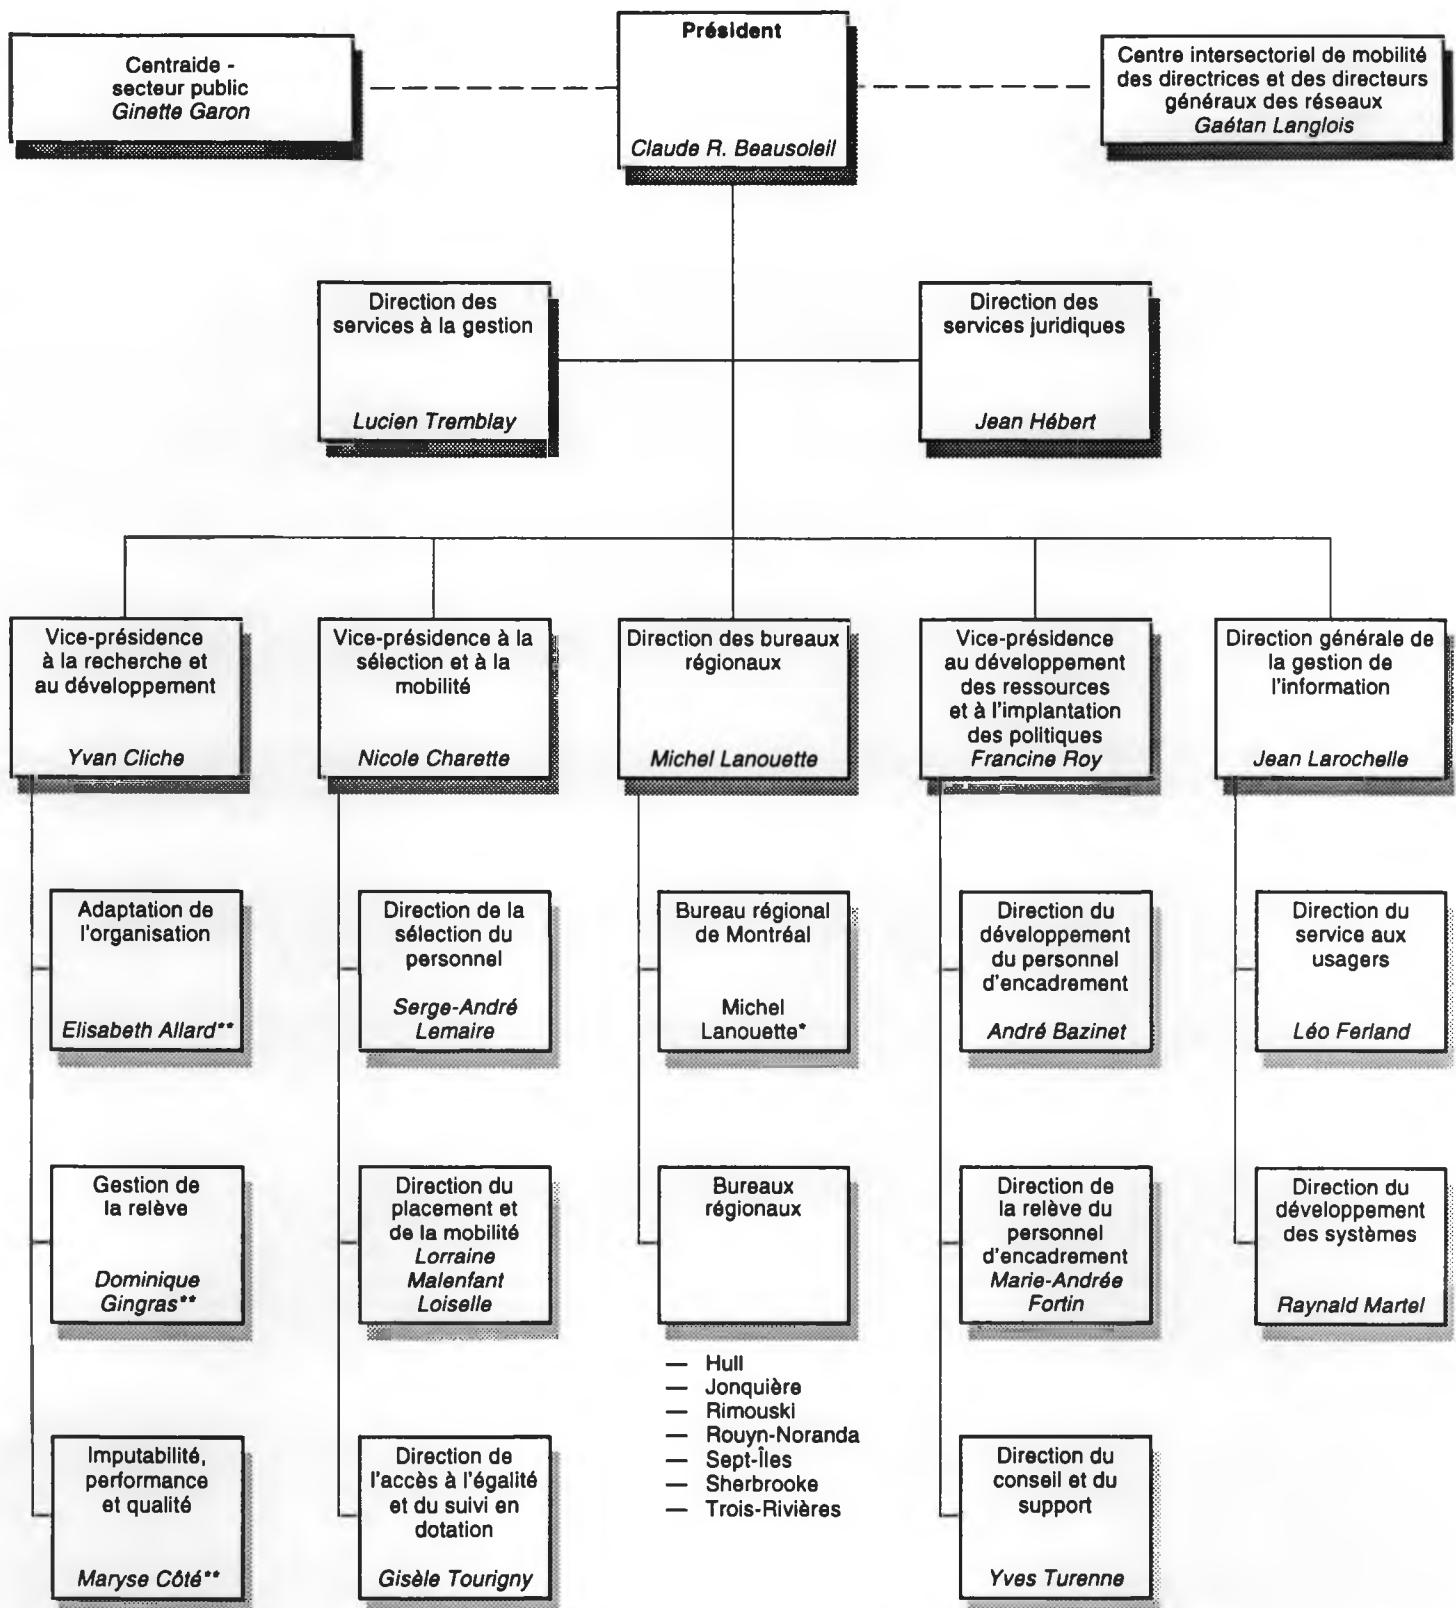 Président
Claude R. Beausoleil
Centraide -
secteur public
Ginette Garon
Centre intersectoriel de mobilité
des directrices et des directeurs
généraux des réseaux
Gaétan Langlois
Direction des
services à la gestion
Lucien Tremblay
Direction des
services juridiques
Jean Hébert
Vice-présidence
à la recherche et
au développement
Yvan Cliche
Vice-présidence à la
sélection et à la
mobilité
Nicole Charette
Direction des bureaux
régionaux
Michel Lanouette
Vice-présidence
au développement
des ressources
et à l'implantation
des politiques
Francine Roy
Direction générale de
la gestion de
l'information
Jean Larochelle
Adaptation de
l'organisation
Elisabeth Allard**
Direction de la
sélection du
personnel
Serge-André
Lemaire
Bureau régional
de Montréal
Michel
Lanouette*
Direction du
développement
du personnel
d'encadrement
André Bazinet
Direction du
service aux
usagers
Léo Ferland
Gestion de
la relève
Dominique
Gingras**
Direction du
placement et
de la mobilité
Lorraine
Malenfant
Loiselle
Bureaux
régionaux
— Hull
— Jonquière
— Rimouski
— Rouyn-Noranda
— Sept-Îles
— Sherbrooke
— Trois-Rivières
Direction de
la relève du
personnel
d'encadrement
Marie-Andrée
Fortin
Direction du
développement
des systèmes
Raynald Martel
Imputabilité,
performance
et qualité
Maryse Côté**
Direction de
l'accès à l'égalité
et du suivi en
dotation
Gisèle Tourigny
Direction du
conseil et du
support
Yves Turenne